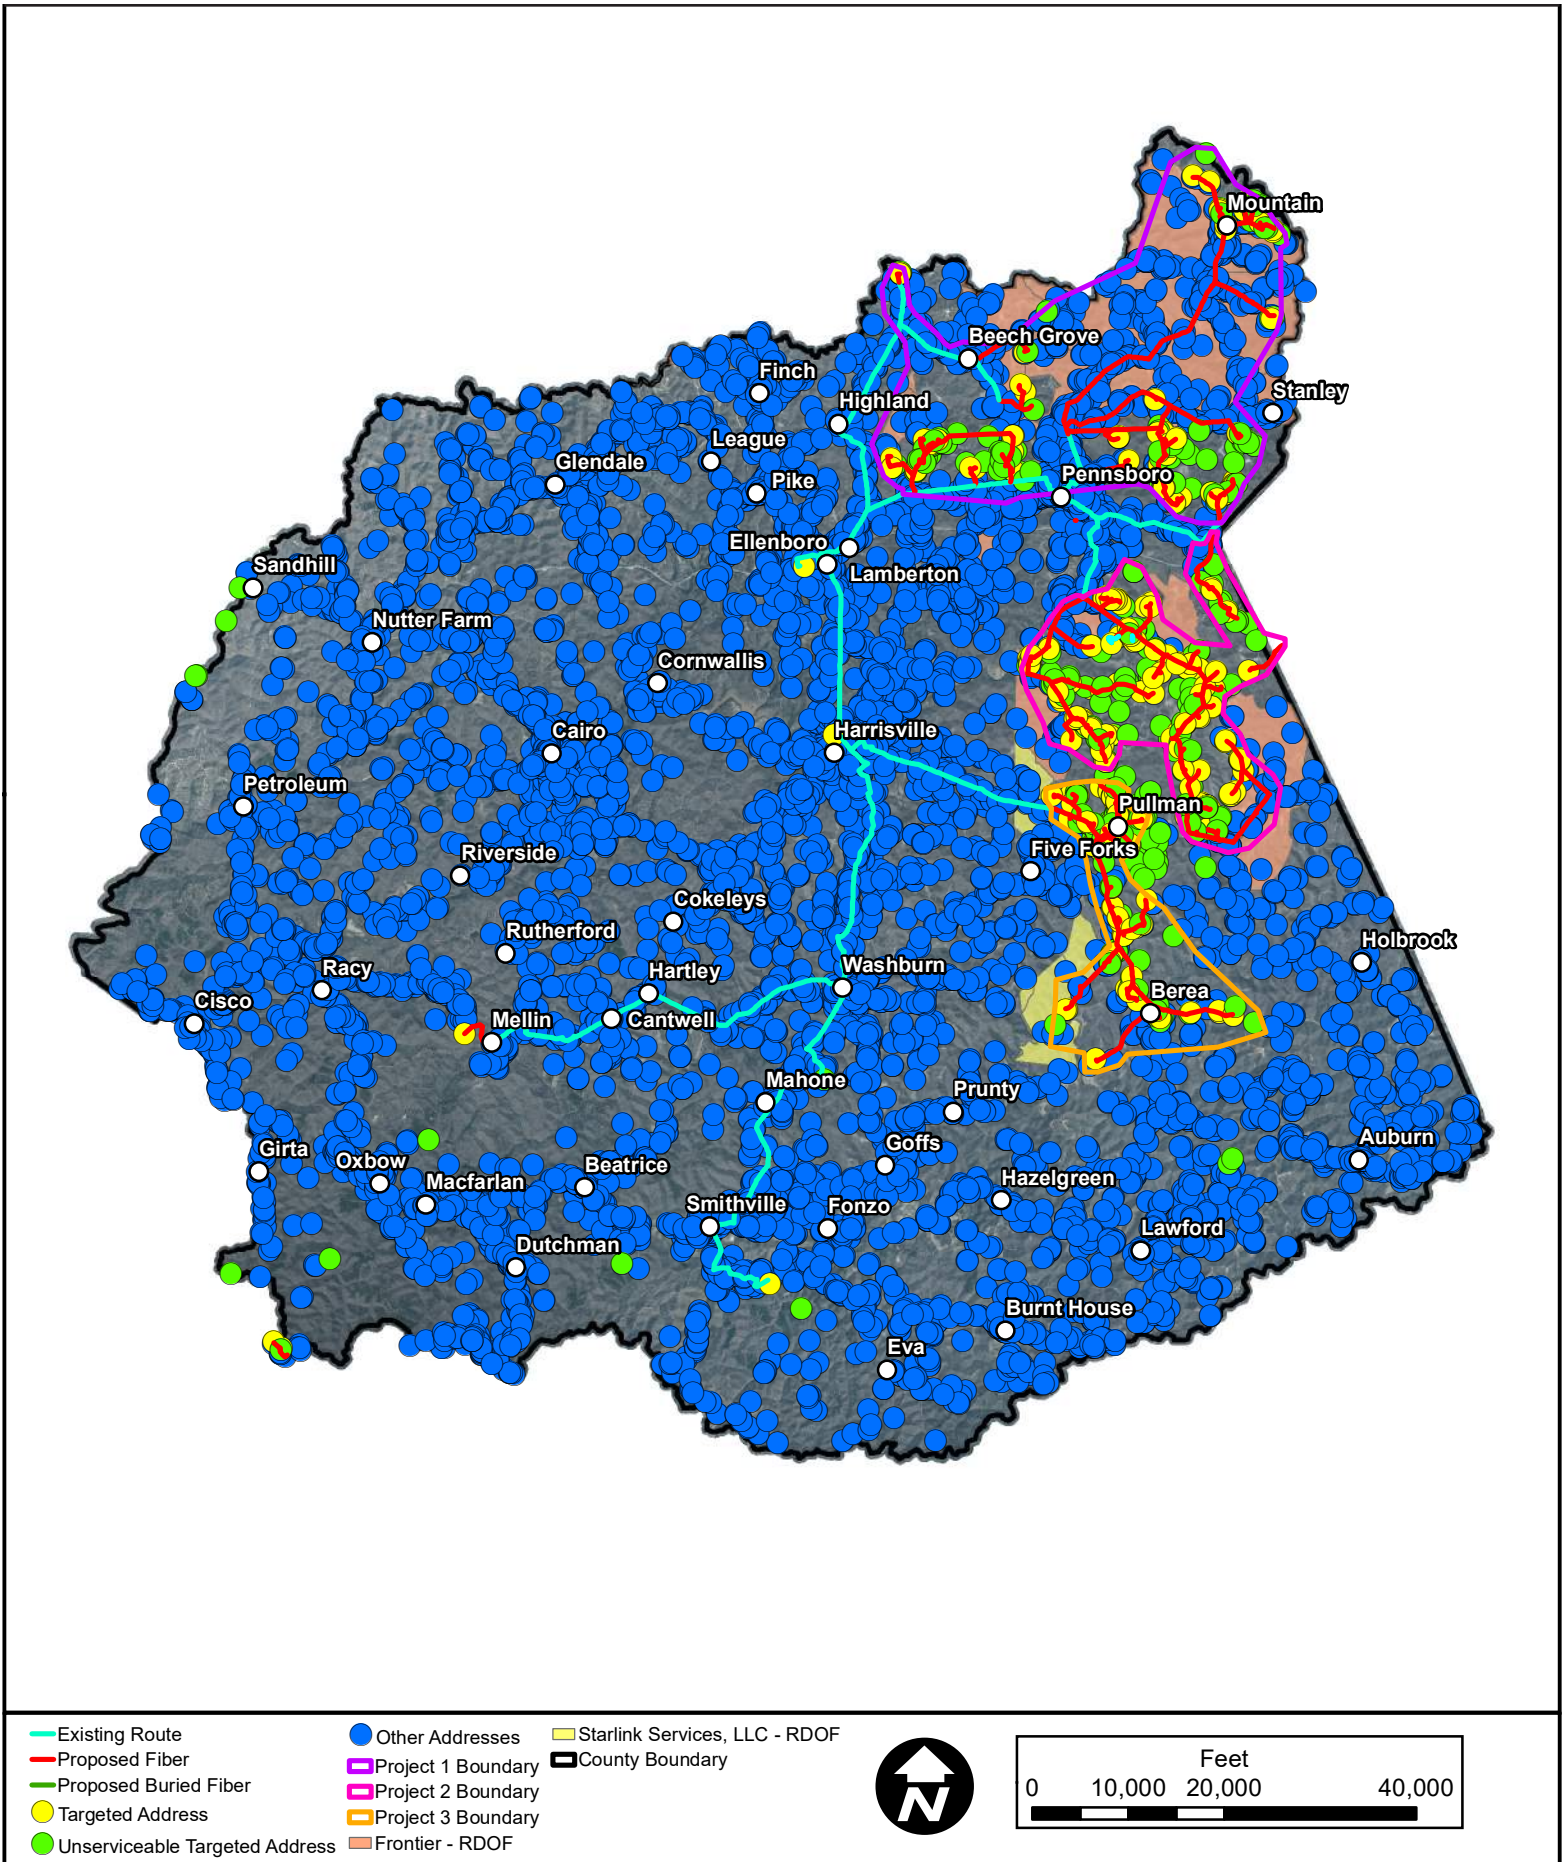 Mountain
Beech Grove
Stanley
Finch
Highland
League
Glendale
Pike
Pennsboro
Ellenboro
Sandhill
Lamberton
Nutter Farm
Cornwallis
Cairo
Harrisville
Petroleum
Pullman
Riverside
Five Forks
Cokeleys
Rutherford
Holbrook
Racy
Hartley
Washburn
Cisco
Berea
Mellin
Cantwell
Mahone
Prunty
Girta
Oxbow
Beatrice
Goffs
Auburn
Macfarlan
Hazelgreen
Smithville
Fonzo
Lawford
Dutchman
Burnt House
Eva
Existing Route
Proposed Fiber
Proposed Buried Fiber
Targeted Address
Unserviceable Targeted Address
Other Addresses
Project 1 Boundary
Project 2 Boundary
Project 3 Boundary
Frontier - RDOF
Starlink Services, LLC - RDOF
County Boundary
N
Feet
0 10,000 20,000 40,000